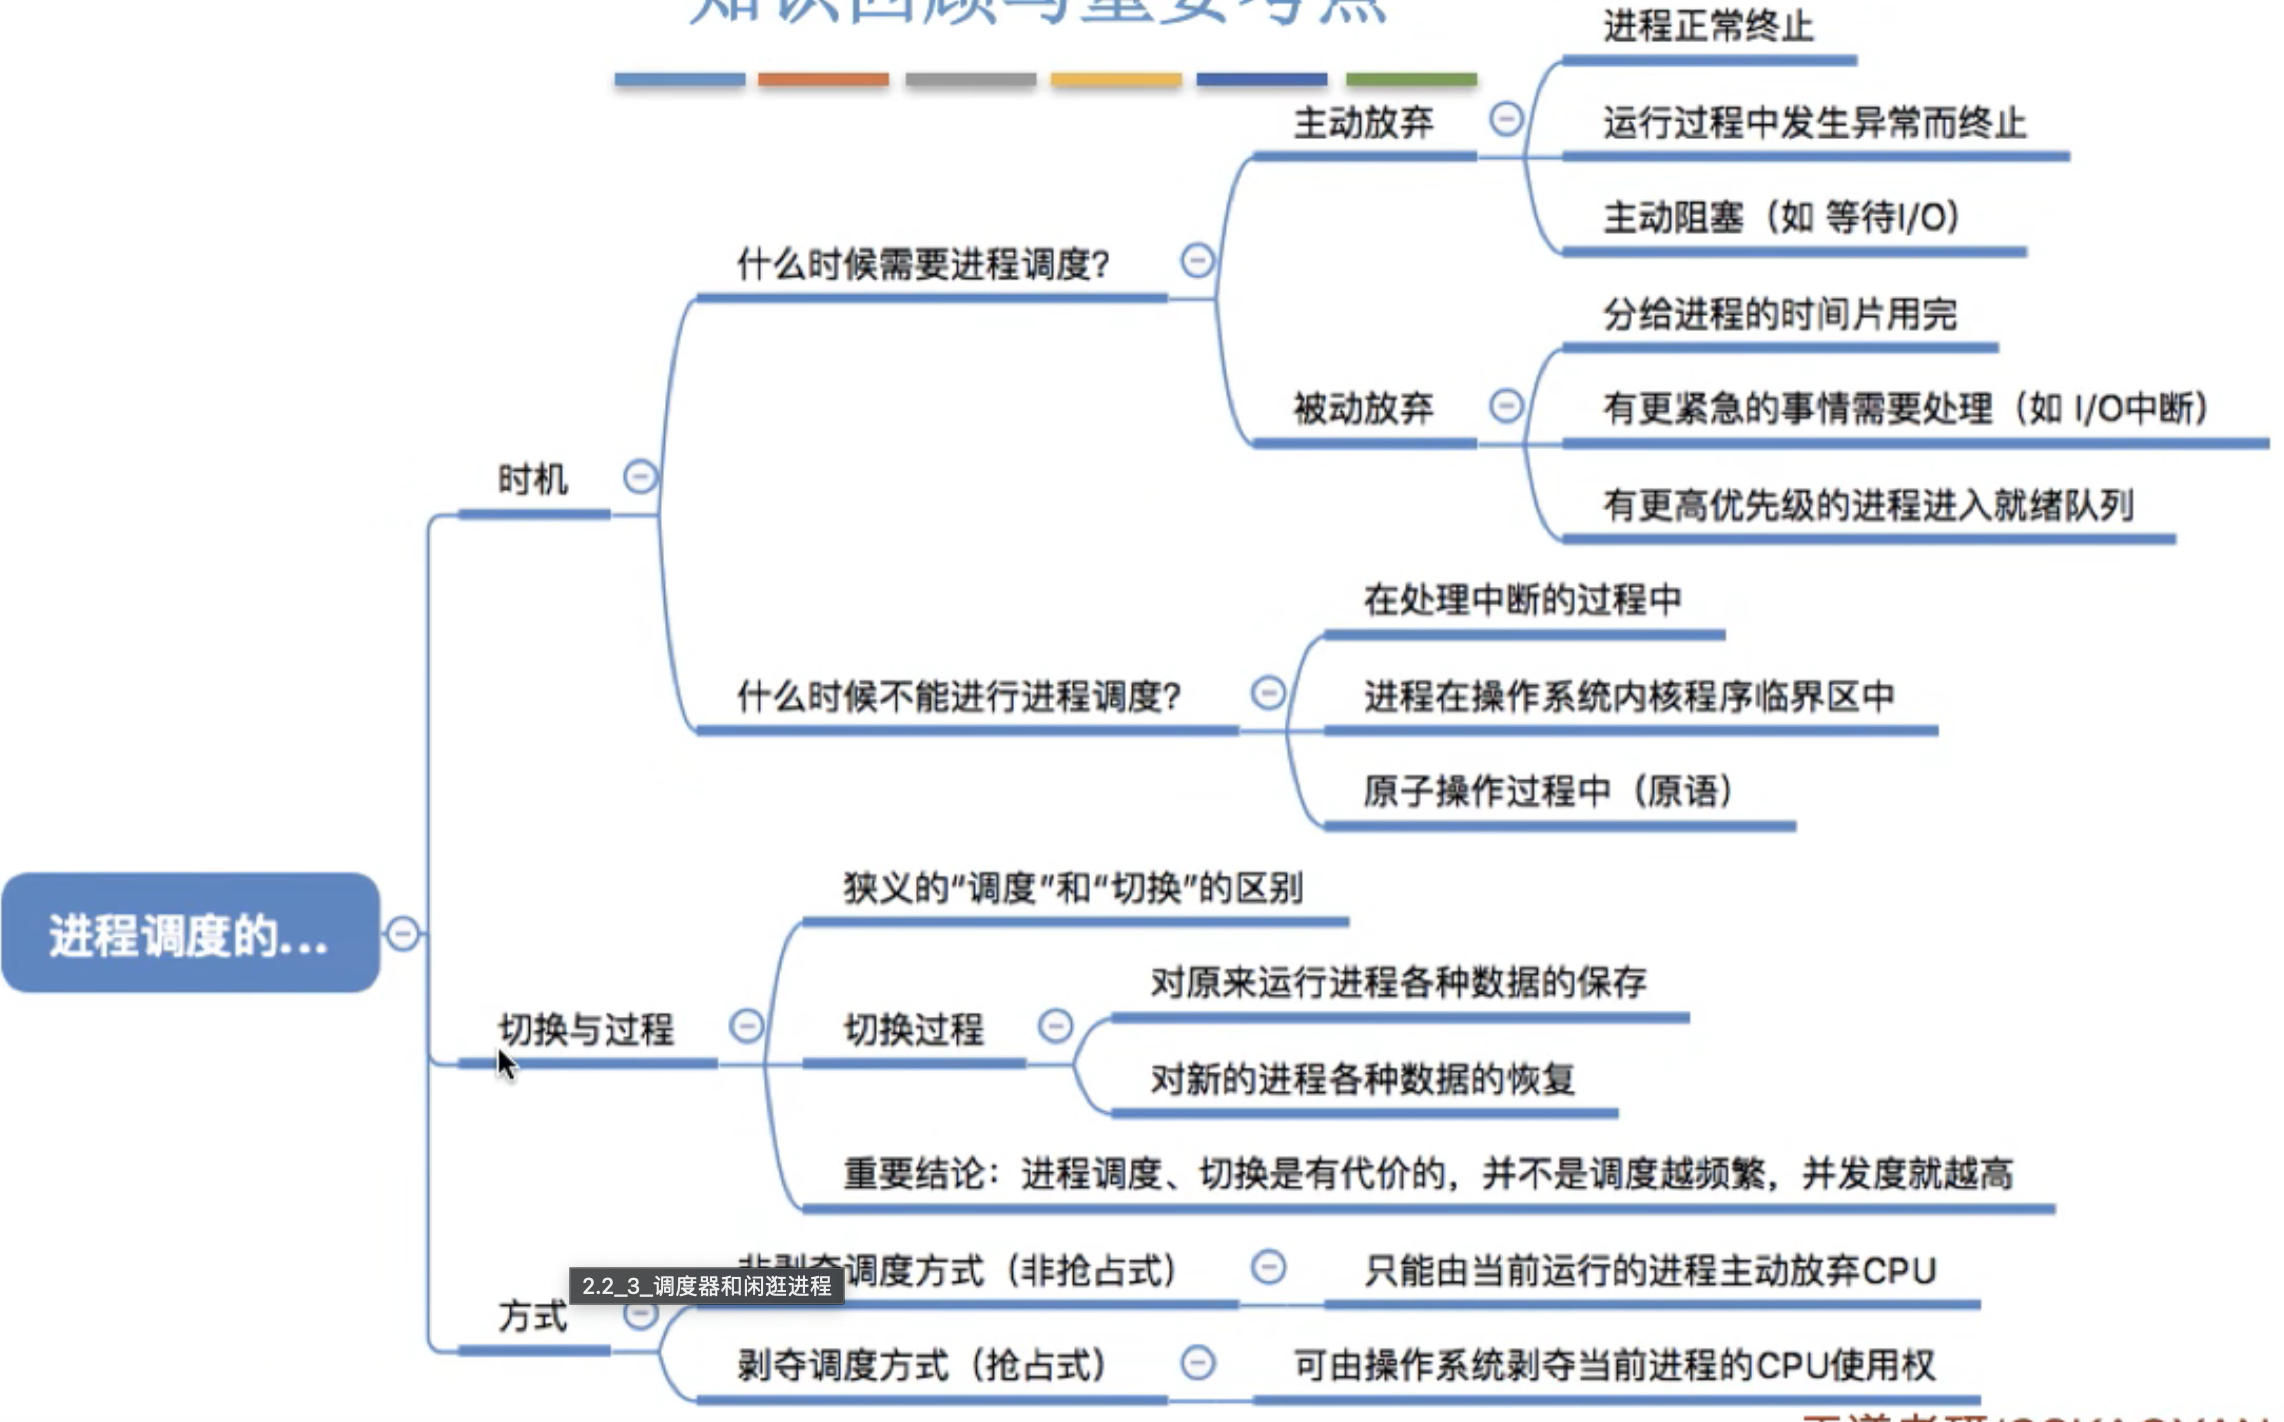 知识回顾与重要考点
进程正常终止
主动放弃
运行过程中发生异常而终止
主动阻塞（如 等待I/O）
什么时候需要进程调度？
分给进程的时间片用完
被动放弃
有更紧急的事情需要处理（如 I/O中断）
有更高优先级的进程进入就绪队列
时机
在处理中断的过程中
什么时候不能进行进程调度？
进程在操作系统内核程序临界区中
原子操作过程中（原语）
进程调度的...
狭义的“调度”和“切换”的区别
切换与过程
切换过程
对原来运行进程各种数据的保存
对新的进程各种数据的恢复
重要结论：进程调度、切换是有代价的，并不是调度越频繁，并发度就越高
方式
非剥夺调度方式（非抢占式）
只能由当前运行的进程主动放弃CPU
2.2_3_调度器和闲逛进程
剥夺调度方式（抢占式）
可由操作系统剥夺当前进程的CPU使用权